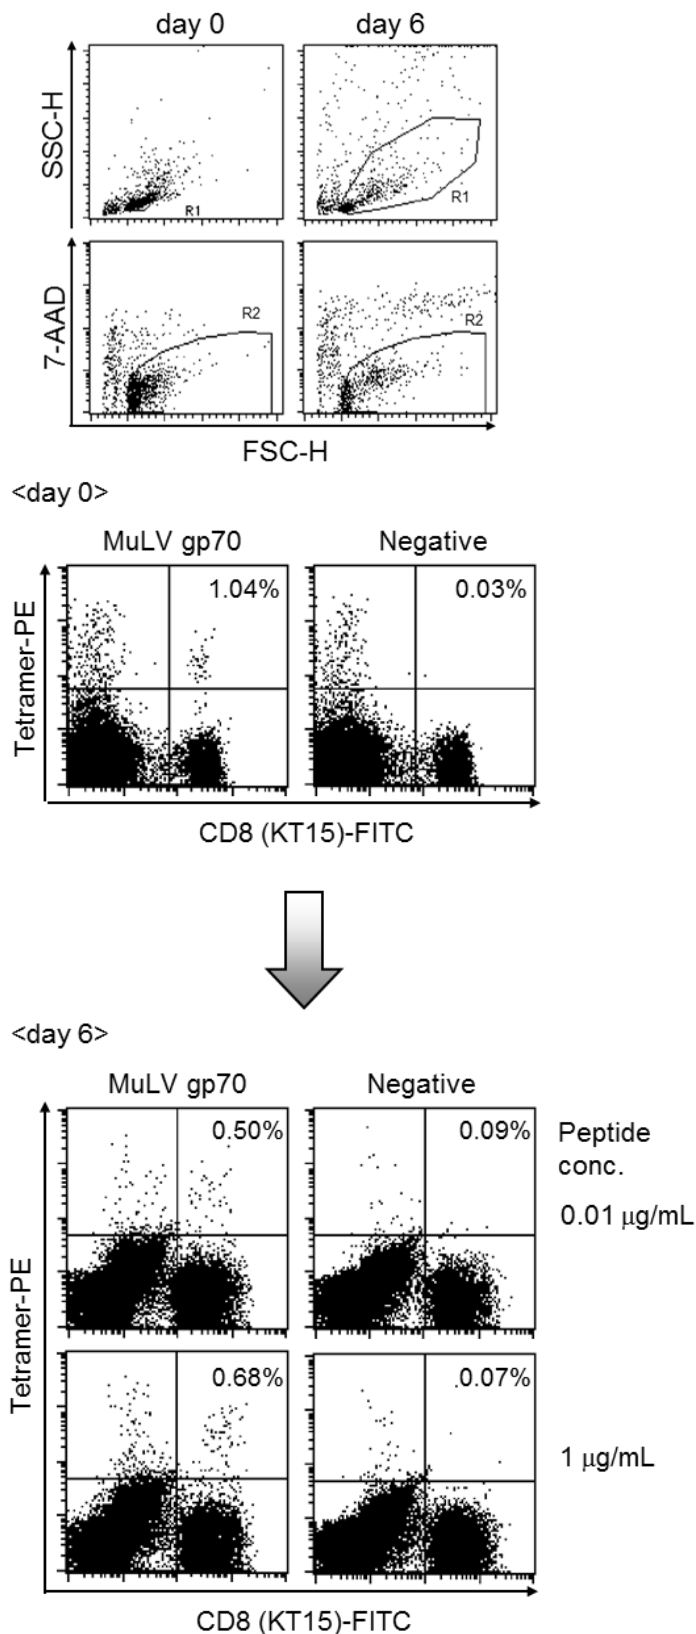 day 0 day 6
SSC-H
R1 R1
7-AAD
R2 R2
FSC-H
<day 0>
MuLV gp70 Negative
1.04% 0.03%
Tetramer-PE
CD8 (KT15)-FITC
<day 6>
MuLV gp70 Negative
0.50% 0.09% Peptide
conc.
0.01 µg/mL
Tetramer-PE
0.68% 0.07%
1 µg/mL
CD8 (KT15)-FITC